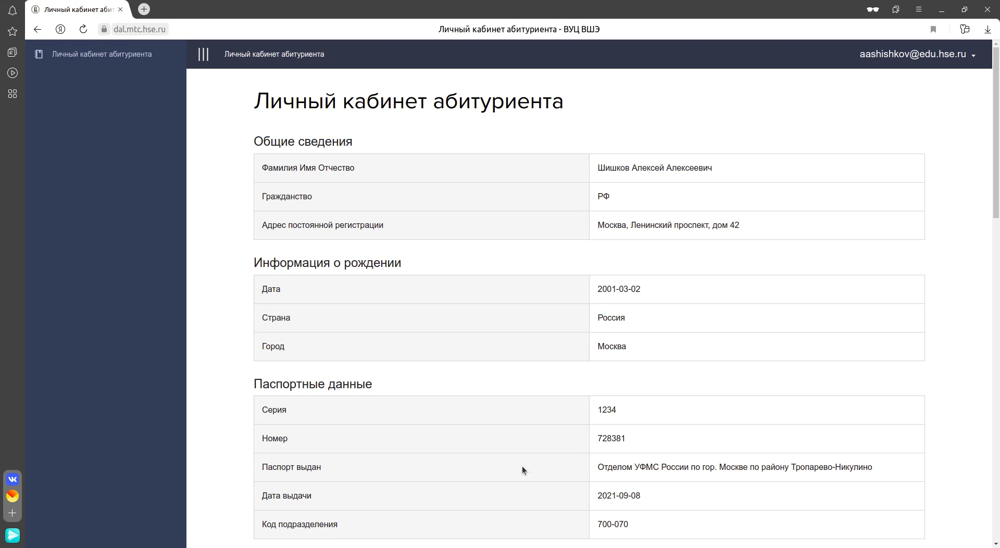 Личный кабинет абит
dal.mtc.hse.ru
Личный кабинет абитуриента - ВУЦ ВШЭ
Личный кабинет абитуриента
Личный кабинет абитуриента
aashishkov@edu.hse.ru
Личный кабинет абитуриента
Общие сведения
Фамилия Имя Отчество Шишков Алексей Алексеевич
Гражданство РФ
Адрес постоянной регистрации Москва, Ленинский проспект, дом 42
Информация о рождении
Дата 2001-03-02
Страна Россия
Город Москва
Паспортные данные
Серия 1234
Номер 728381
Паспорт выдан Отделом УФМС России по гор. Москве по району Тропарево-Никулино
Дата выдачи 2021-09-08
Код подразделения 700-070